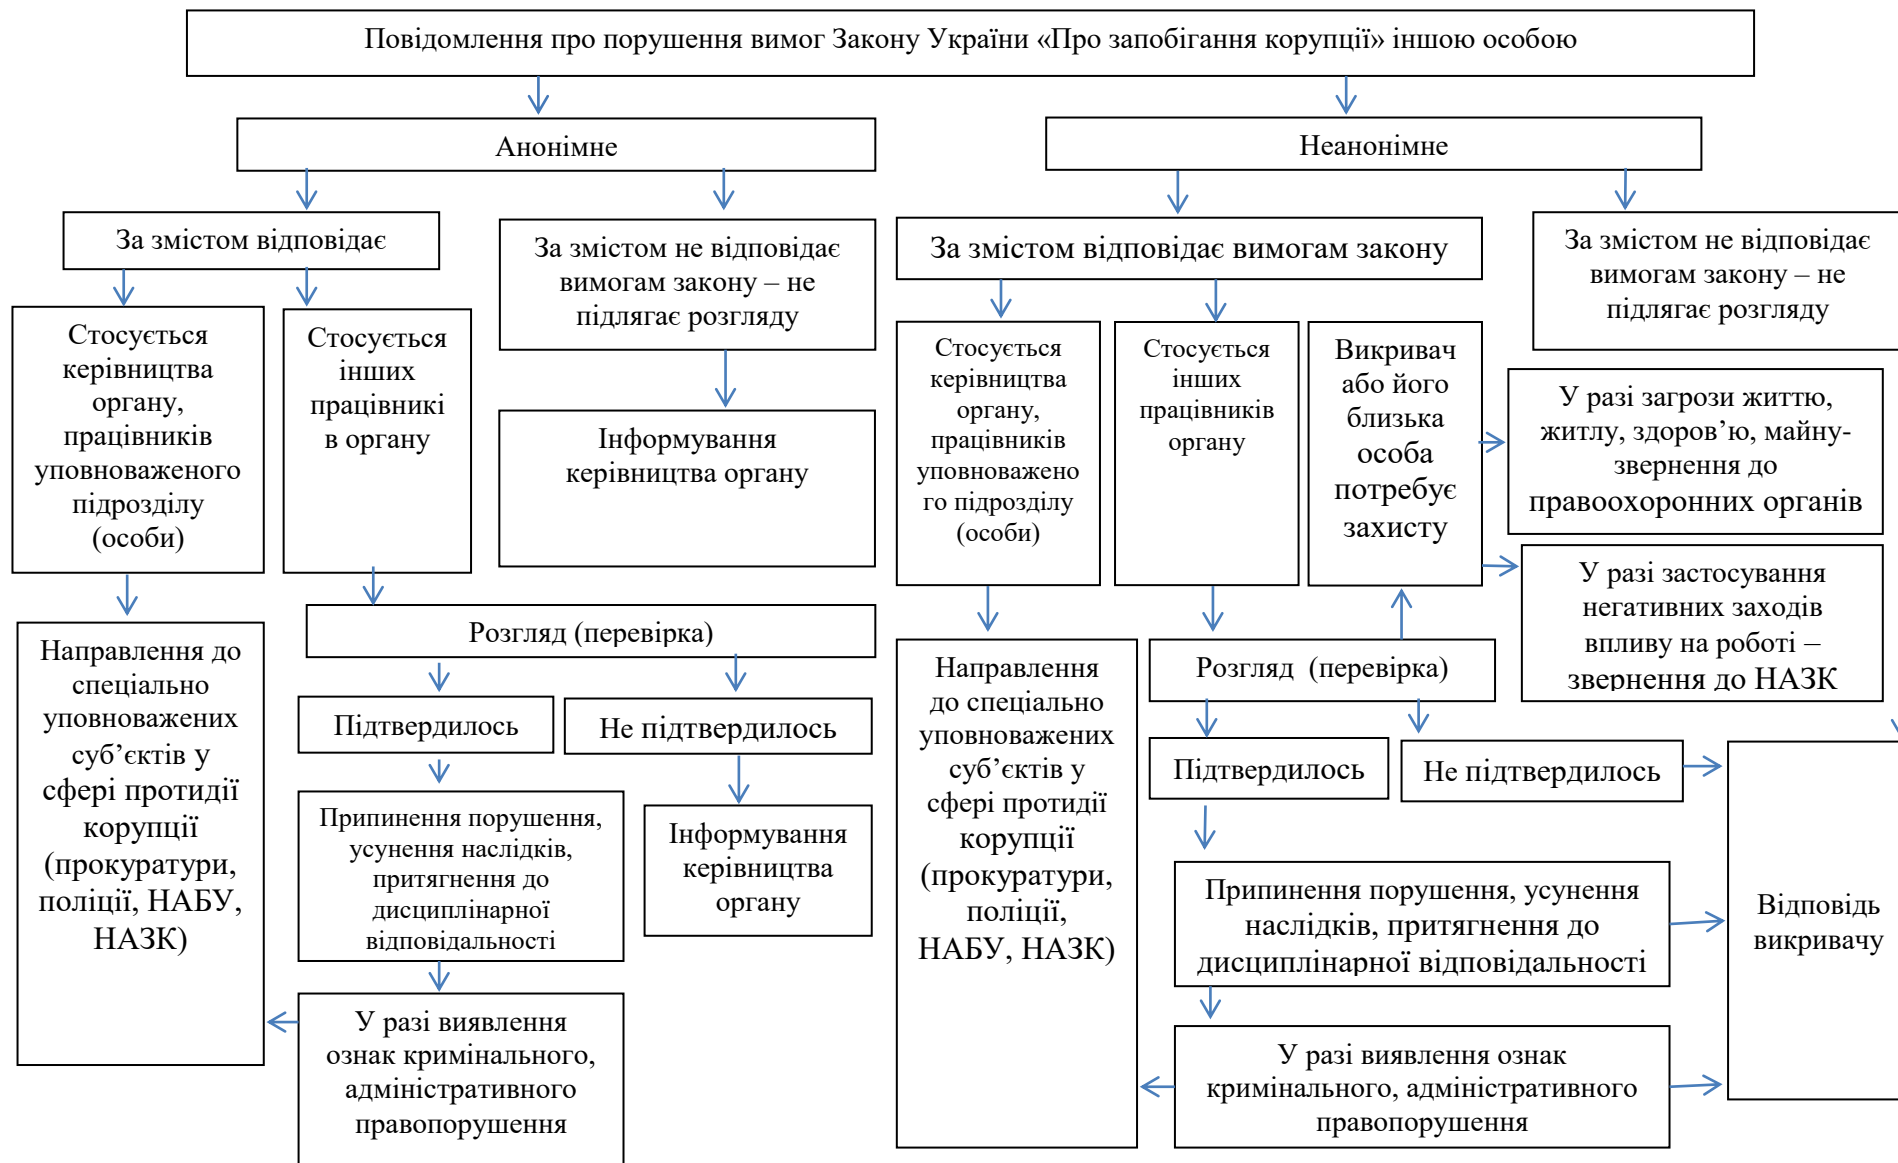 Повідомлення про порушення вимог Закону України «Про запобігання корупції» іншою особою
Анонімне
Неанонімне
За змістом відповідає
За змістом не відповідає
вимогам закону – не
підлягає розгляду
За змістом відповідає вимогам закону
За змістом не відповідає
вимогам закону – не
підлягає розгляду
Стосується
керівництва
органу,
працівників
уповноваженого
підрозділу
(особи)
Стосується
інших
працівникі
в органу
Інформування
керівництва органу
Стосується
керівництва
органу,
працівників
уповноважено
го підрозділу
(особи)
Стосується
інших
працівників
органу
Викривач
або його
близька
особа
потребує
захисту
У разі загрози життю,
житлу, здоров’ю, майну-
звернення до
правоохоронних органів
У разі застосування
негативних заходів
впливу на роботі –
звернення до НАЗК
Направлення до
спеціально
уповноважених
суб’єктів у
сфері протидії
корупції
(прокуратури,
поліції, НАБУ,
НАЗК)
Розгляд (перевірка)
Підтвердилось
Не підтвердилось
Припинення порушення,
усунення наслідків,
притягнення до
дисциплінарної
відповідальності
Інформування
керівництва
органу
У разі виявлення
ознак кримінального,
адміністративного
правопорушення
Направлення
до спеціально
уповноважених
суб’єктів у
сфері протидії
корупції
(прокуратури,
поліції,
НАБУ, НАЗК)
Розгляд (перевірка)
Підтвердилось
Не підтвердилось
Припинення порушення, усунення
наслідків, притягнення до
дисциплінарної відповідальності
У разі виявлення ознак
кримінального, адміністративного
правопорушення
Відповідь
викривачу